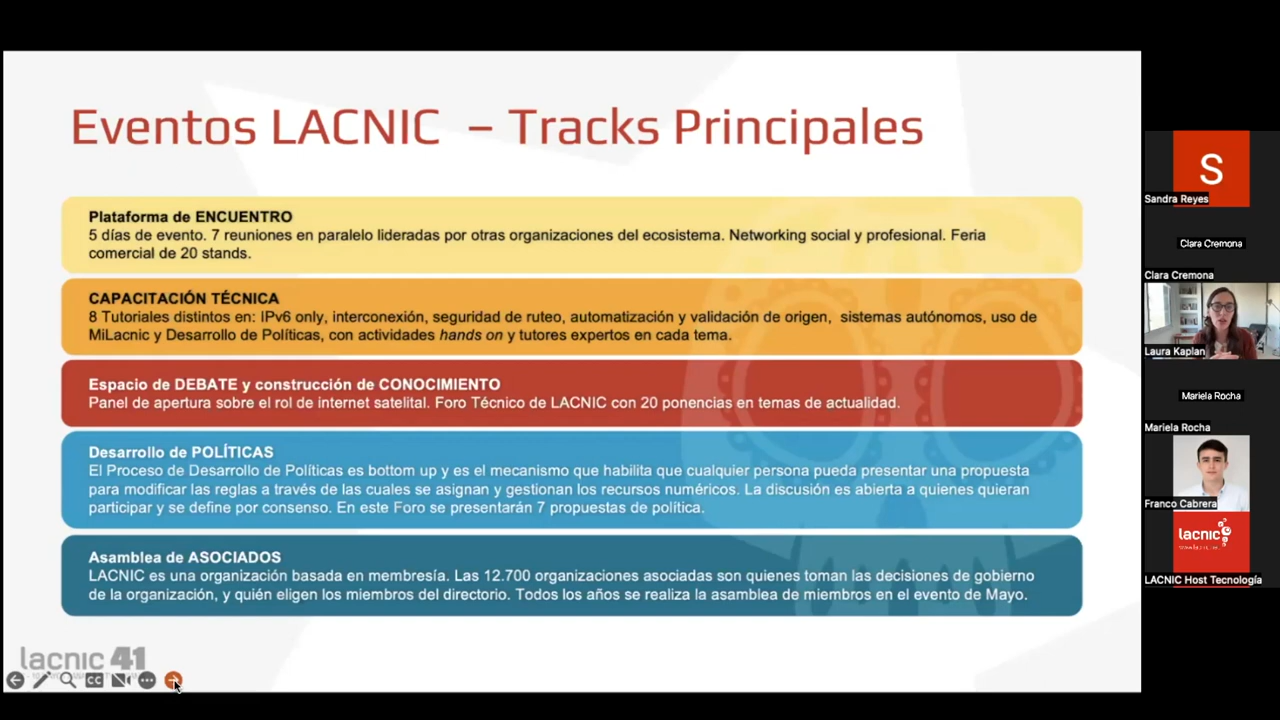 Eventos LACNIC – Tracks Principales
Plataforma de ENCUENTRO
5 días de evento. 7 reuniones en paralelo lideradas por otras organizaciones del ecosistema. Networking social y profesional. Feria
comercial de 20 stands.
CAPACITACIÓN TÉCNICA
8 Tutoriales distintos en: IPv6 only, interconexión, seguridad de ruteo, automatización y validación de origen, sistemas autónomos, uso de
MiLacnic y Desarrollo de Políticas, con actividades hands on y tutores expertos en cada tema.
Espacio de DEBATE y construcción de CONOCIMIENTO
Panel de apertura sobre el rol de internet satelital. Foro Técnico de LACNIC con 20 ponencias en temas de actualidad.
Desarrollo de POLÍTICAS
El Proceso de Desarrollo de Políticas es bottom up y es el mecanismo que habilita que cualquier persona pueda presentar una propuesta
para modificar las reglas a través de las cuales se asignan y gestionan los recursos numéricos. La discusión es abierta a quienes quieran
participar y se define por consenso. En este Foro se presentarán 7 propuestas de política.
Asamblea de ASOCIADOS
LACNIC es una organización basada en membresía. Las 12.700 organizaciones asociadas son quienes toman las decisiones de gobierno
de la organización, y quién eligen los miembros del directorio. Todos los años se realiza la asamblea de miembros en el evento de Mayo.
lacnic 41
CC
S
Sandra Reyes
Clara Cremona
Clara Cremona
Laura Kaplan
Mariela Rocha
Mariela Rocha
Franco Cabrera
lacnic
LACNIC Host Tecnología